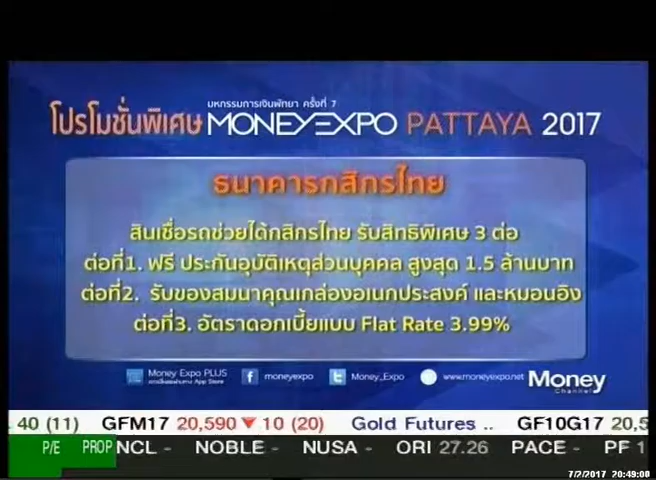 มหกรรมการเงินพัทยา ครั้งที่ 7
โปรโมชั่นพิเศษ MONEY EXPO PATTAYA 2017
ธนาคารกสิกรไทย
สินเชื่อรถช่วยได้กสิกรไทย รับสิทธิพิเศษ 3 ต่อ
ต่อที่1. ฟรี ประกันอุบัติเหตุส่วนบุคคล สูงสุด 1.5 ล้านบาท
ต่อที่2. รับของสมนาคุณเกล่องอเนกประสงค์ และหมอนอิง
ต่อที่3. อัตราดอกเบี้ยแบบ Flat Rate 3.99%
Money Expo PLUS moneyexpo Money_Expo www.moneyexpo.net Money
App Store Channel
40 (11) GFM17 20,590 ▼ 10 (20) Gold Futures .. GF10G17 20,5
P/E PROP NCL - NOBLE - NUSA - ORI 27.26 PACE - PF 1
7/2/2017 20:49:00